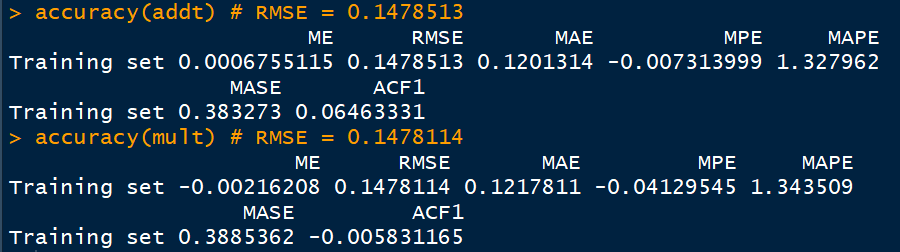 > accuracy(addt) # RMSE = 0.1478513
ME RMSE MAE MPE MAPE
Training set 0.0006755115 0.1478513 0.1201314 -0.007313999 1.327962
MASE ACF1
Training set 0.383273 0.06463331
> accuracy(mult) # RMSE = 0.1478114
ME RMSE MAE MPE MAPE
Training set -0.00216208 0.1478114 0.1217811 -0.04129545 1.343509
MASE ACF1
Training set 0.3885362 -0.005831165